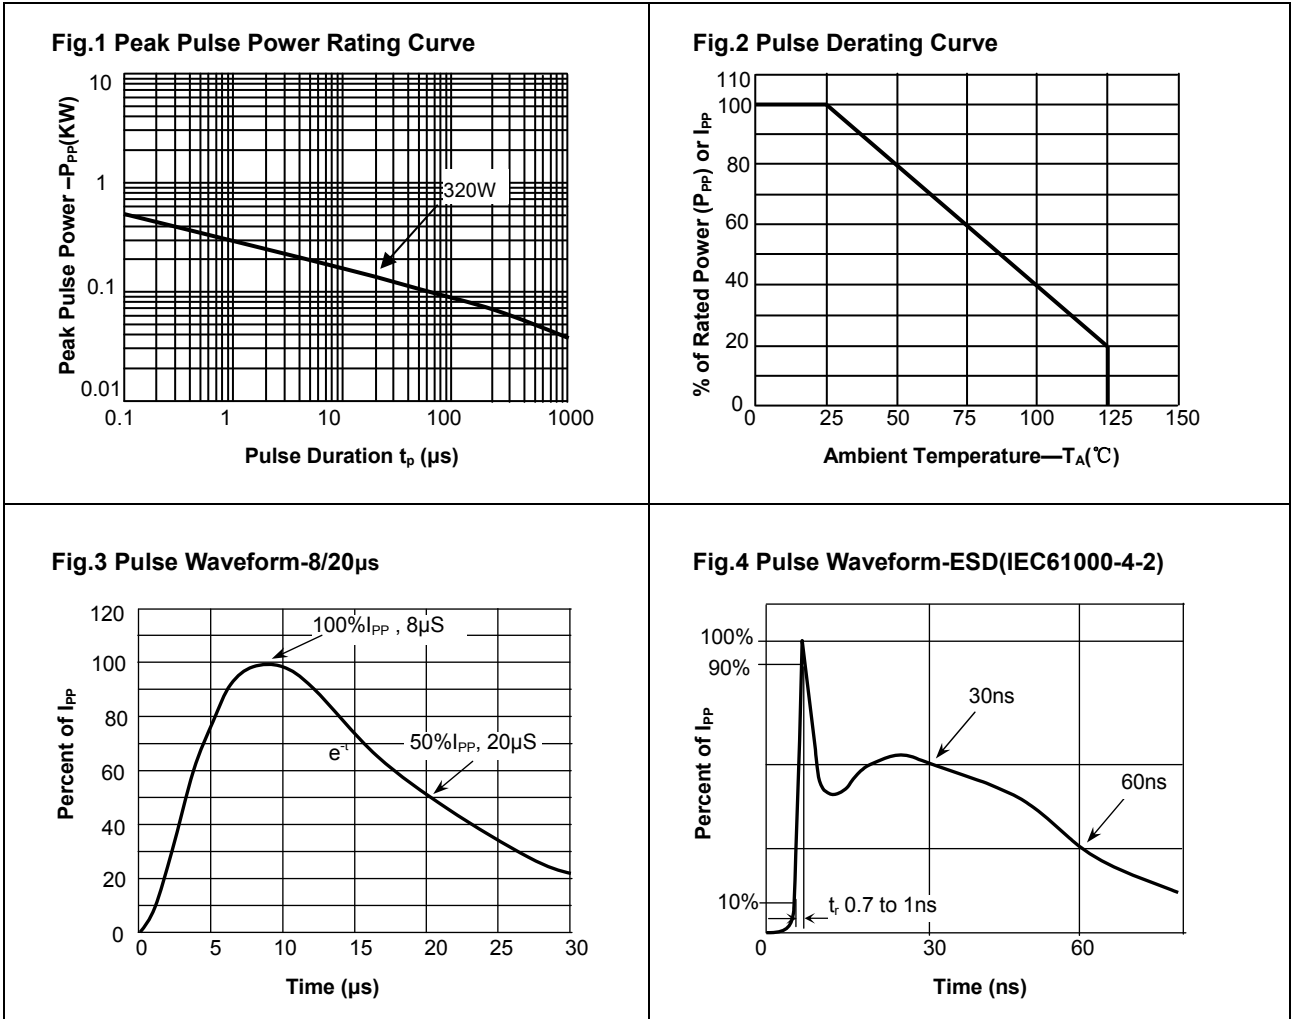 Fig.1 Peak Pulse Power Rating Curve
Peak Pulse Power –PPP(KW)
10
1
0.1
0.01
320W
0.1 1 10 100 1000
Pulse Duration tp (µs)
Fig.2 Pulse Derating Curve
% of Rated Power (PPP) or IPP
110
100
80
60
40
20
0
0 25 50 75 100 125 150
Ambient Temperature—TA(℃)
Fig.3 Pulse Waveform-8/20µs
Percent of IPP
120
100
80
60
40
20
0
100%IPP , 8µS
e-t
50%IPP, 20µS
0 5 10 15 20 25 30
Time (µs)
Fig.4 Pulse Waveform-ESD(IEC61000-4-2)
Percent of IPP
100%
90%
10%
30ns
60ns
tr 0.7 to 1ns
0 30 60
Time (ns)